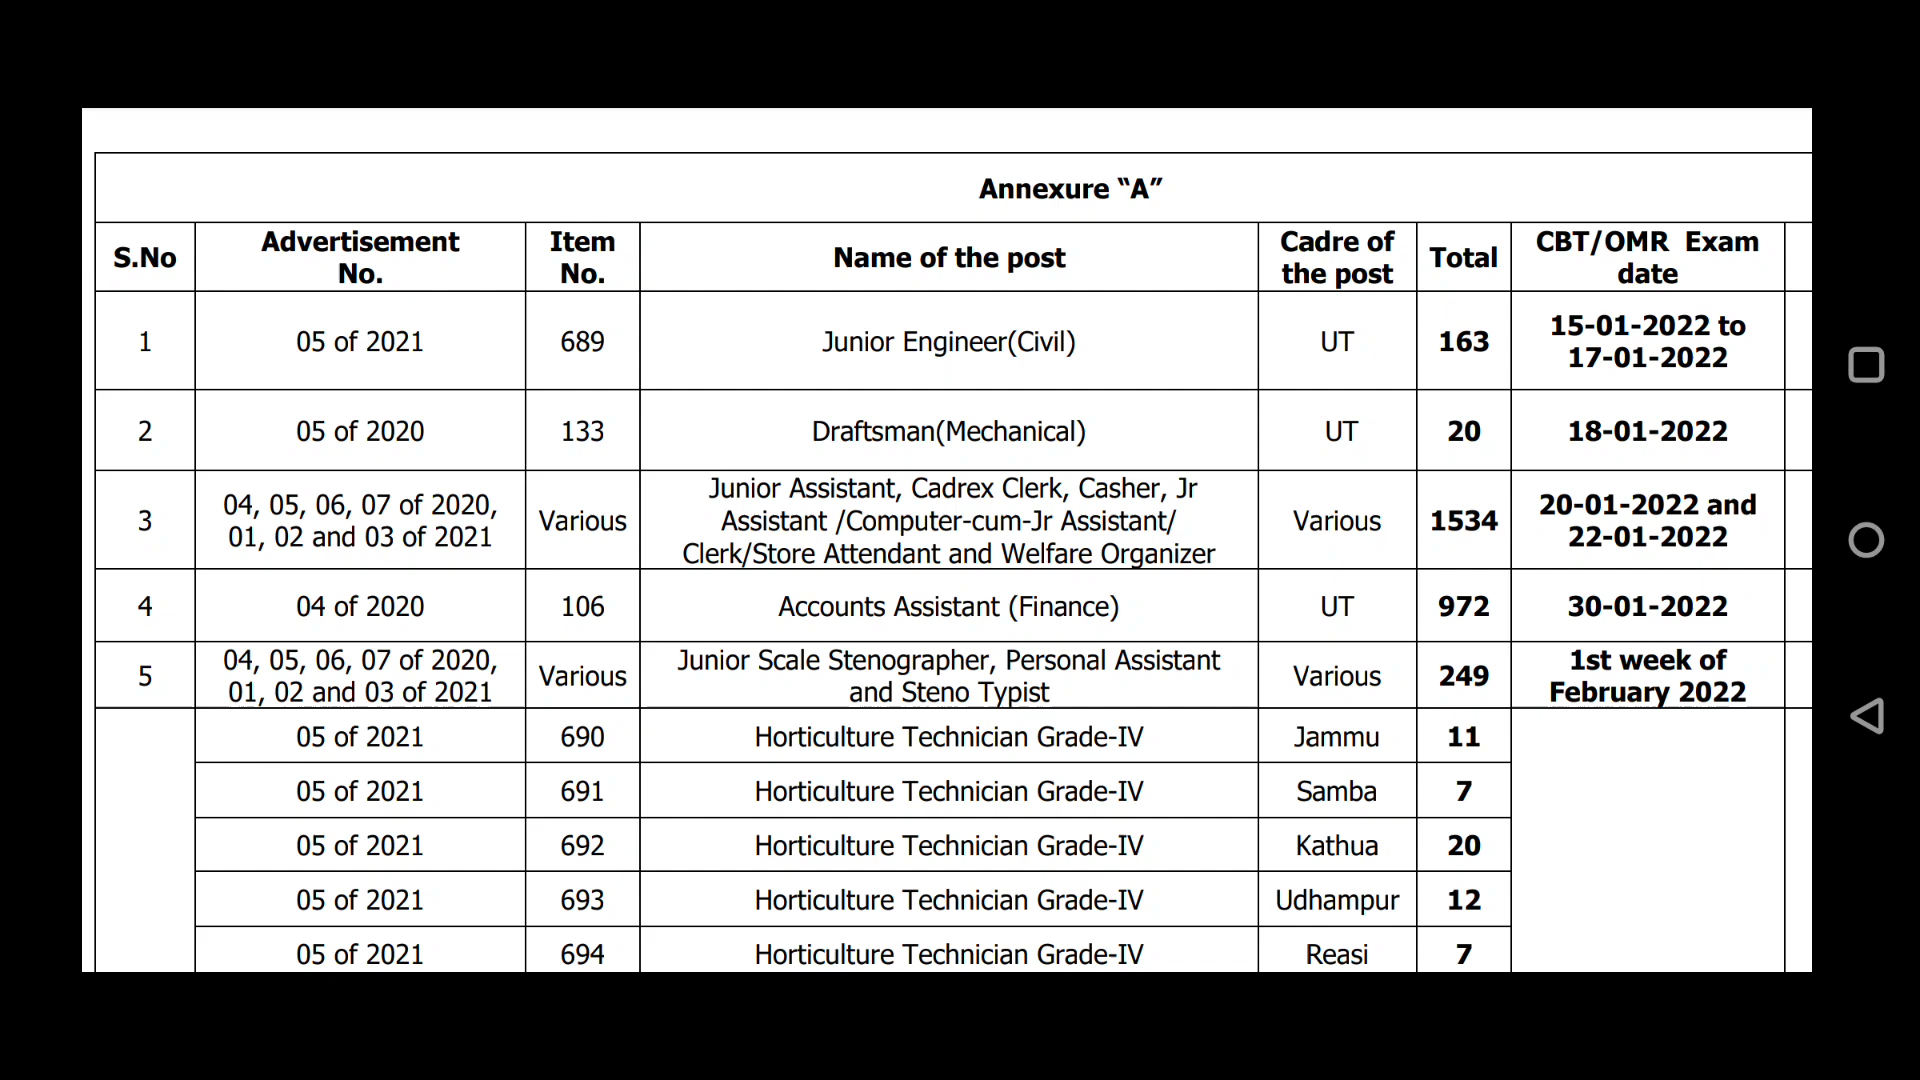 Annexure “A”
S.No Advertisement No. Item No. Name of the post Cadre of the post Total CBT/OMR Exam date
1 05 of 2021 689 Junior Engineer(Civil) UT 163 15-01-2022 to 17-01-2022
2 05 of 2020 133 Draftsman(Mechanical) UT 20 18-01-2022
3 04, 05, 06, 07 of 2020, 01, 02 and 03 of 2021 Various Junior Assistant, Cadrex Clerk, Casher, Jr Assistant /Computer-cum-Jr Assistant/ Clerk/Store Attendant and Welfare Organizer Various 1534 20-01-2022 and 22-01-2022
4 04 of 2020 106 Accounts Assistant (Finance) UT 972 30-01-2022
5 04, 05, 06, 07 of 2020, 01, 02 and 03 of 2021 Various Junior Scale Stenographer, Personal Assistant and Steno Typist Various 249 1st week of February 2022
05 of 2021 690 Horticulture Technician Grade-IV Jammu 11
05 of 2021 691 Horticulture Technician Grade-IV Samba 7
05 of 2021 692 Horticulture Technician Grade-IV Kathua 20
05 of 2021 693 Horticulture Technician Grade-IV Udhampur 12
05 of 2021 694 Horticulture Technician Grade-IV Reasi 7